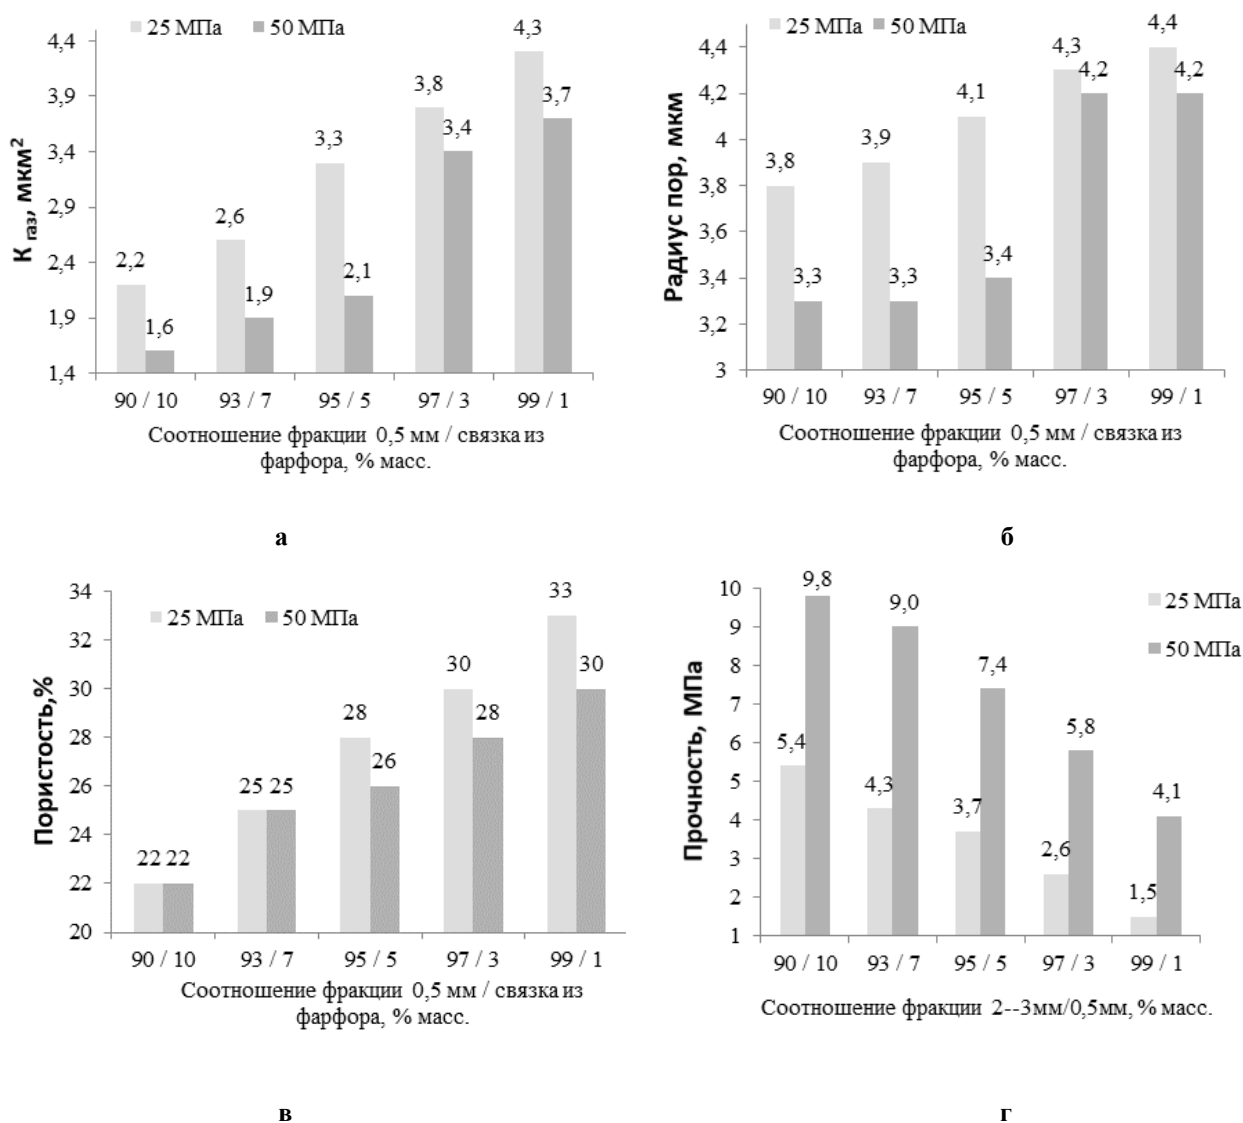 25 МПа 50 МПа
К газ, мкм²
4,4
3,9
3,4
2,9
2,4
1,9
1,4
2,2
1,6
2,6
1,9
3,3
2,1
3,8
3,4
4,3
3,7
90 / 10 93 / 7 95 / 5 97 / 3 99 / 1
Соотношение фракции 0,5 мм / связка из
фарфора, % масс.
а
25 МПа 50 МПа
Радиус пор, мкм
4,4
4,2
4
3,8
3,6
3,4
3,2
3
3,8
3,3
3,9
3,3
4,1
3,4
4,3
4,2
4,4
4,2
90 / 10 93 / 7 95 / 5 97 / 3 99 / 1
Соотношение фракции 0,5 мм / связка из
фарфора, % масс.
б
25 МПа 50 МПа
Пористость,%
34
32
30
28
26
24
22
20
22 22
25 25
28
26
30
28
33
30
90 / 10 93 / 7 95 / 5 97 / 3 99 / 1
Соотношение фракции 0,5 мм / связка из
фарфора, % масс.
в
25 МПа
50 МПа
Прочность, МПа
10
9
8
7
6
5
4
3
2
1
5,4
9,8
4,3
9,0
3,7
7,4
2,6
5,8
1,5
4,1
90 / 10 93 / 7 95 / 5 97 / 3 99 / 1
Соотношение фракции 2--3мм/0,5мм, % масс.
г